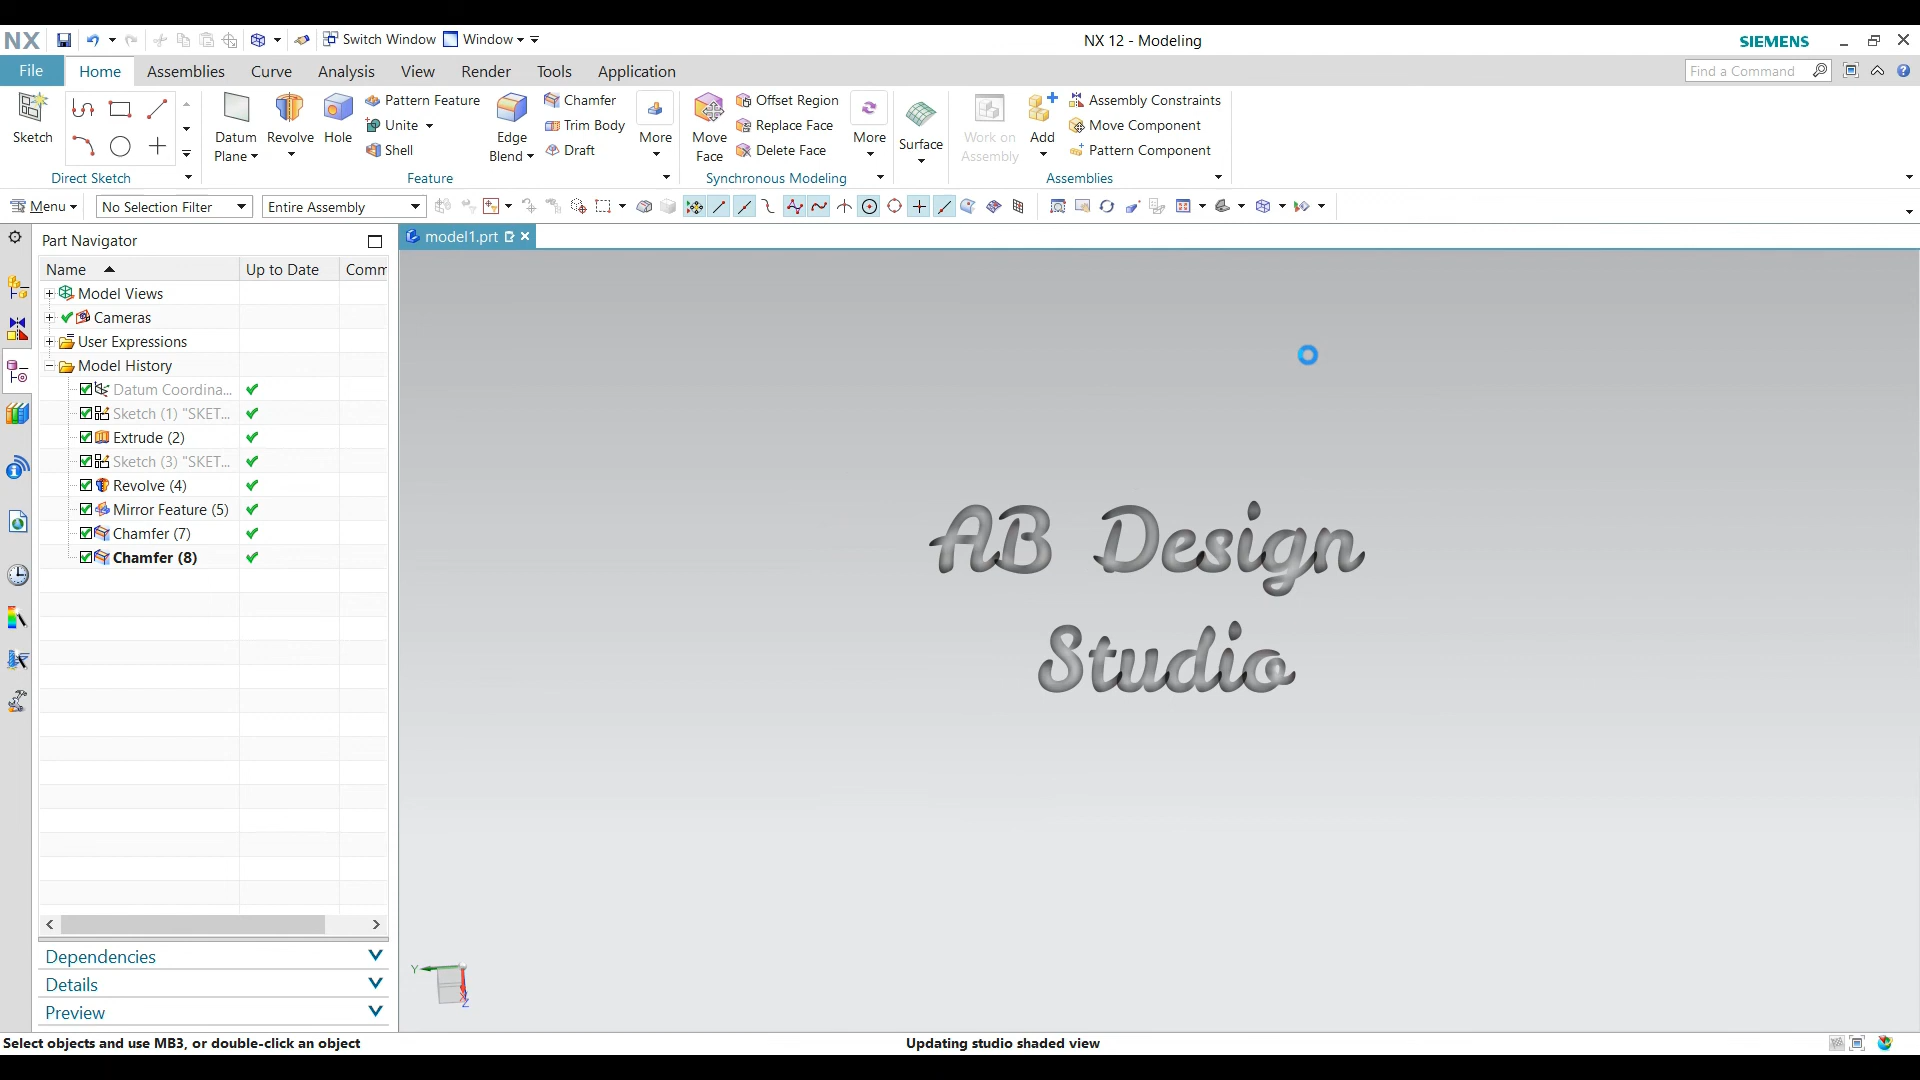 NX Switch Window Window NX 12 - Modeling SIEMENS
File Home Assemblies Curve Analysis View Render Tools Application Find a Command
Sketch Datum Plane Revolve Hole Pattern Feature Unite Shell Edge Blend Chamfer Trim Body Draft More Move Face Offset Region Replace Face Delete Face More Surface Work on Assembly Add Assembly Constraints Move Component Pattern Component
Direct Sketch Feature Synchronous Modeling Assemblies
Menu No Selection Filter Entire Assembly
Part Navigator model1.prt
Name Up to Date Comm
Model Views
Cameras
User Expressions
Model History
Datum Coordina...
Sketch (1) "SKET...
Extrude (2)
Sketch (3) "SKET...
Revolve (4)
Mirror Feature (5)
Chamfer (7)
Chamfer (8)
AB Design
Studio
Dependencies
Details
Preview
Y
Z
Select objects and use MB3, or double-click an object Updating studio shaded view